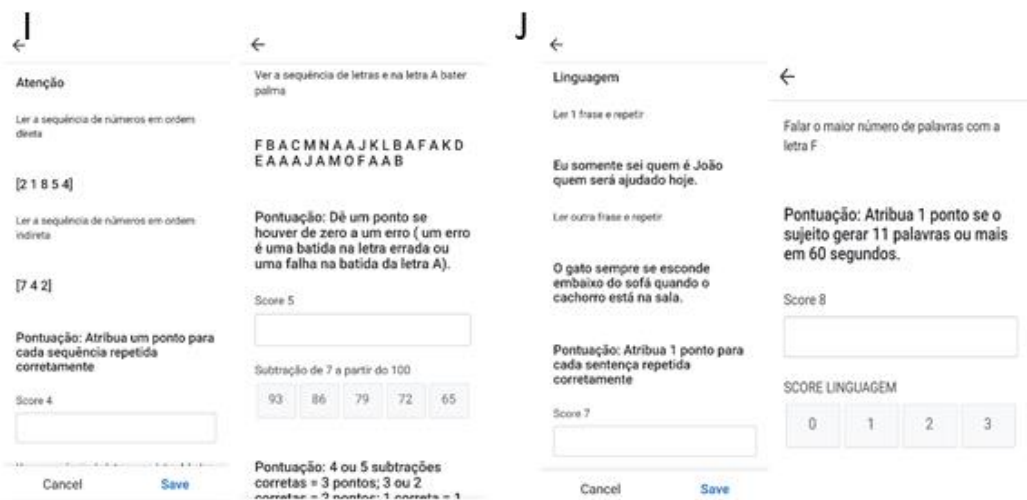 I
Atenção
Ler a sequência de números em ordem
direta
[2 1 8 5 4]
Ler a sequência de números em ordem
indireta
[7 4 2]
Pontuação: Atribua um ponto para
cada sequência repetida
corretamente
Score 4
Cancel
Save
Ver a sequência de letras e na letra A bater
palma
F B A C M N A A J K L B A F A K D
E A A A J A M O F A A B
Pontuação: Dê um ponto se
houver de zero a um erro ( um erro
é uma batida na letra errada ou
uma falha na batida da letra A).
Score 5
Subtração de 7 a partir do 100
93 86 79 72 65
Pontuação: 4 ou 5 subtrações
corretas = 3 pontos; 3 ou 2
corretas = 2 pontos; 1 correta = 1
J
Linguagem
Ler 1 frase e repetir
Eu somente sei quem é João
quem será ajudado hoje.
Ler outra frase e repetir
O gato sempre se esconde
embaixo do sofá quando o
cachorro está na sala.
Pontuação: Atribua 1 ponto para
cada sentença repetida
corretamente
Score 7
Cancel
Save
Falar o maior número de palavras com a
letra F
Pontuação: Atribua 1 ponto se o
sujeito gerar 11 palavras ou mais
em 60 segundos.
Score 8
SCORE LINGUAGEM
0 1 2 3